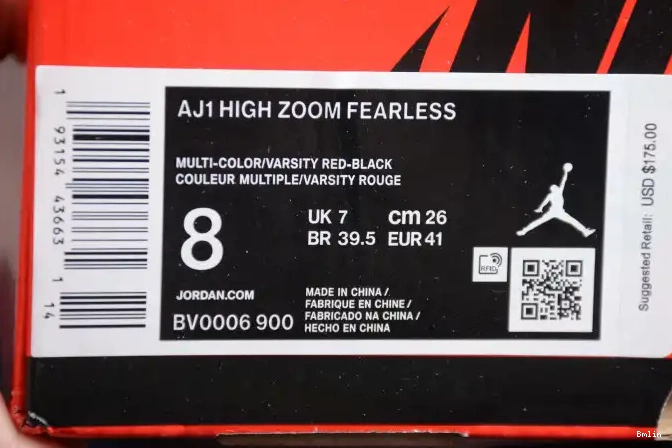 AJ1 HIGH ZOOM FEARLESS
MULTI-COLOR/VARSITY RED-BLACK
COULEUR MULTIPLE/VARSITY ROUGE
8
UK 7 cm 26
BR 39.5 EUR 41
JORDAN.COM
BV0006 900
MADE IN CHINA /
FABRIQUE EN CHINE /
FABRICADO NA CHINA /
HECHO EN CHINA
RFID
1 93154 43663 1
14
Suggested Retail: USD $175.00
Bmlin